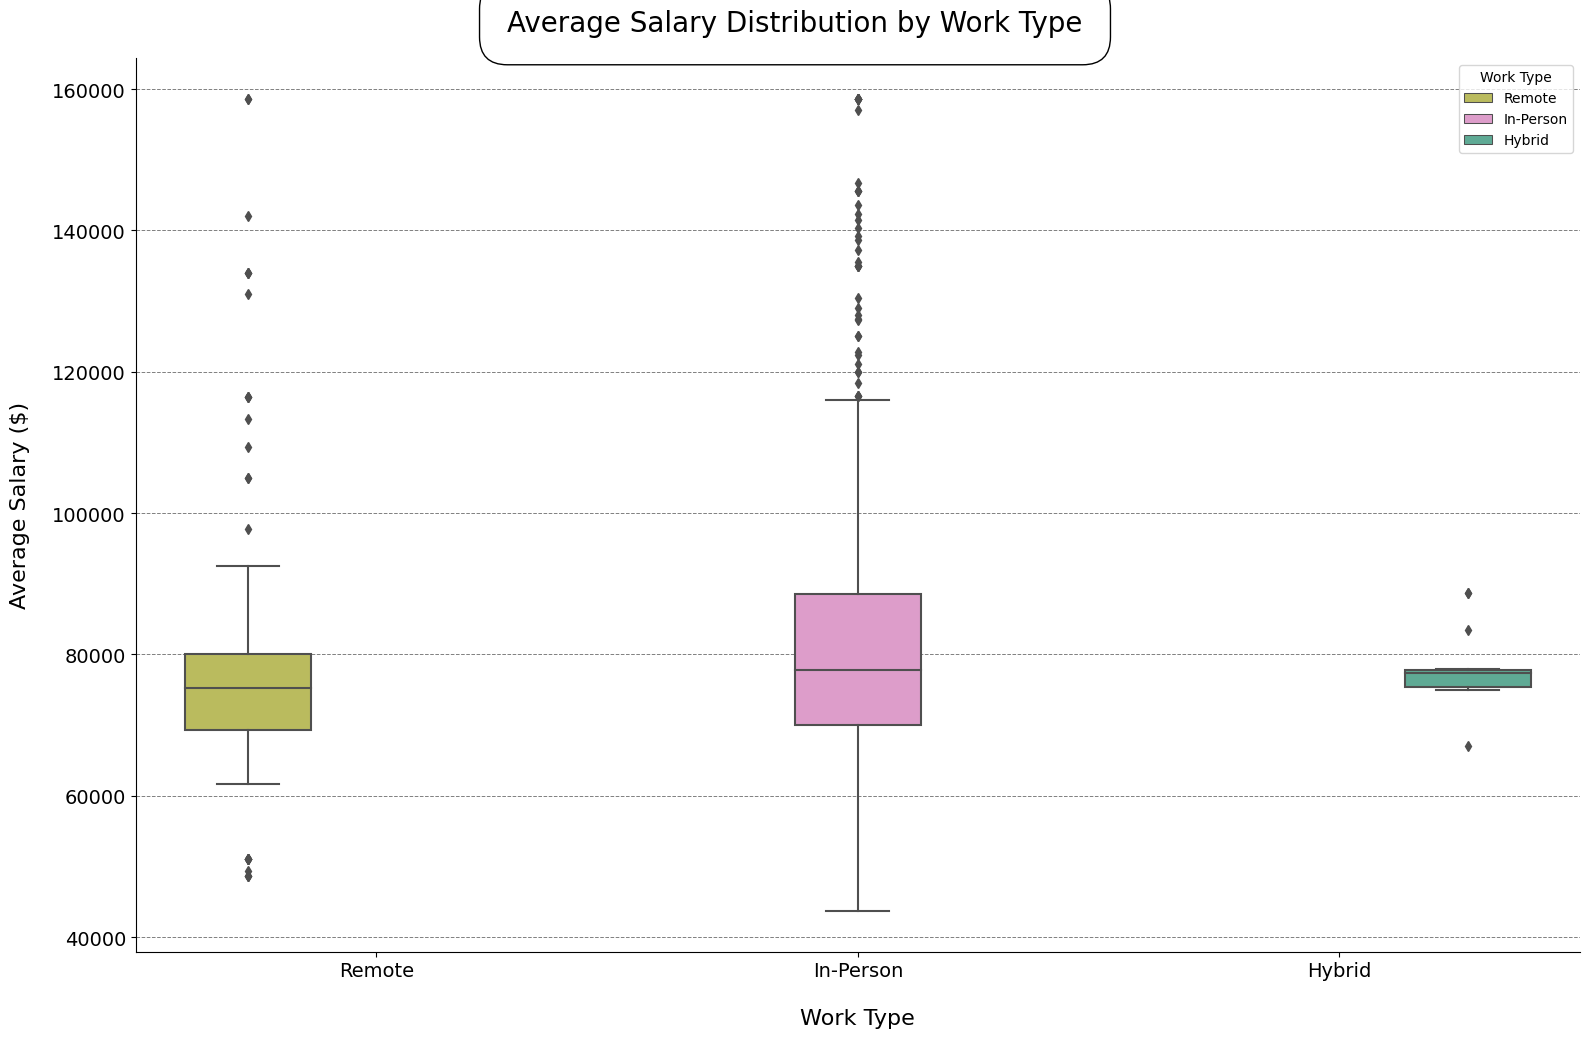 Average Salary Distribution by Work Type
Work Type
Remote
In-Person
Hybrid
160000
140000
120000
100000
80000
60000
40000
Average Salary ($)
Remote
In-Person
Hybrid
Work Type